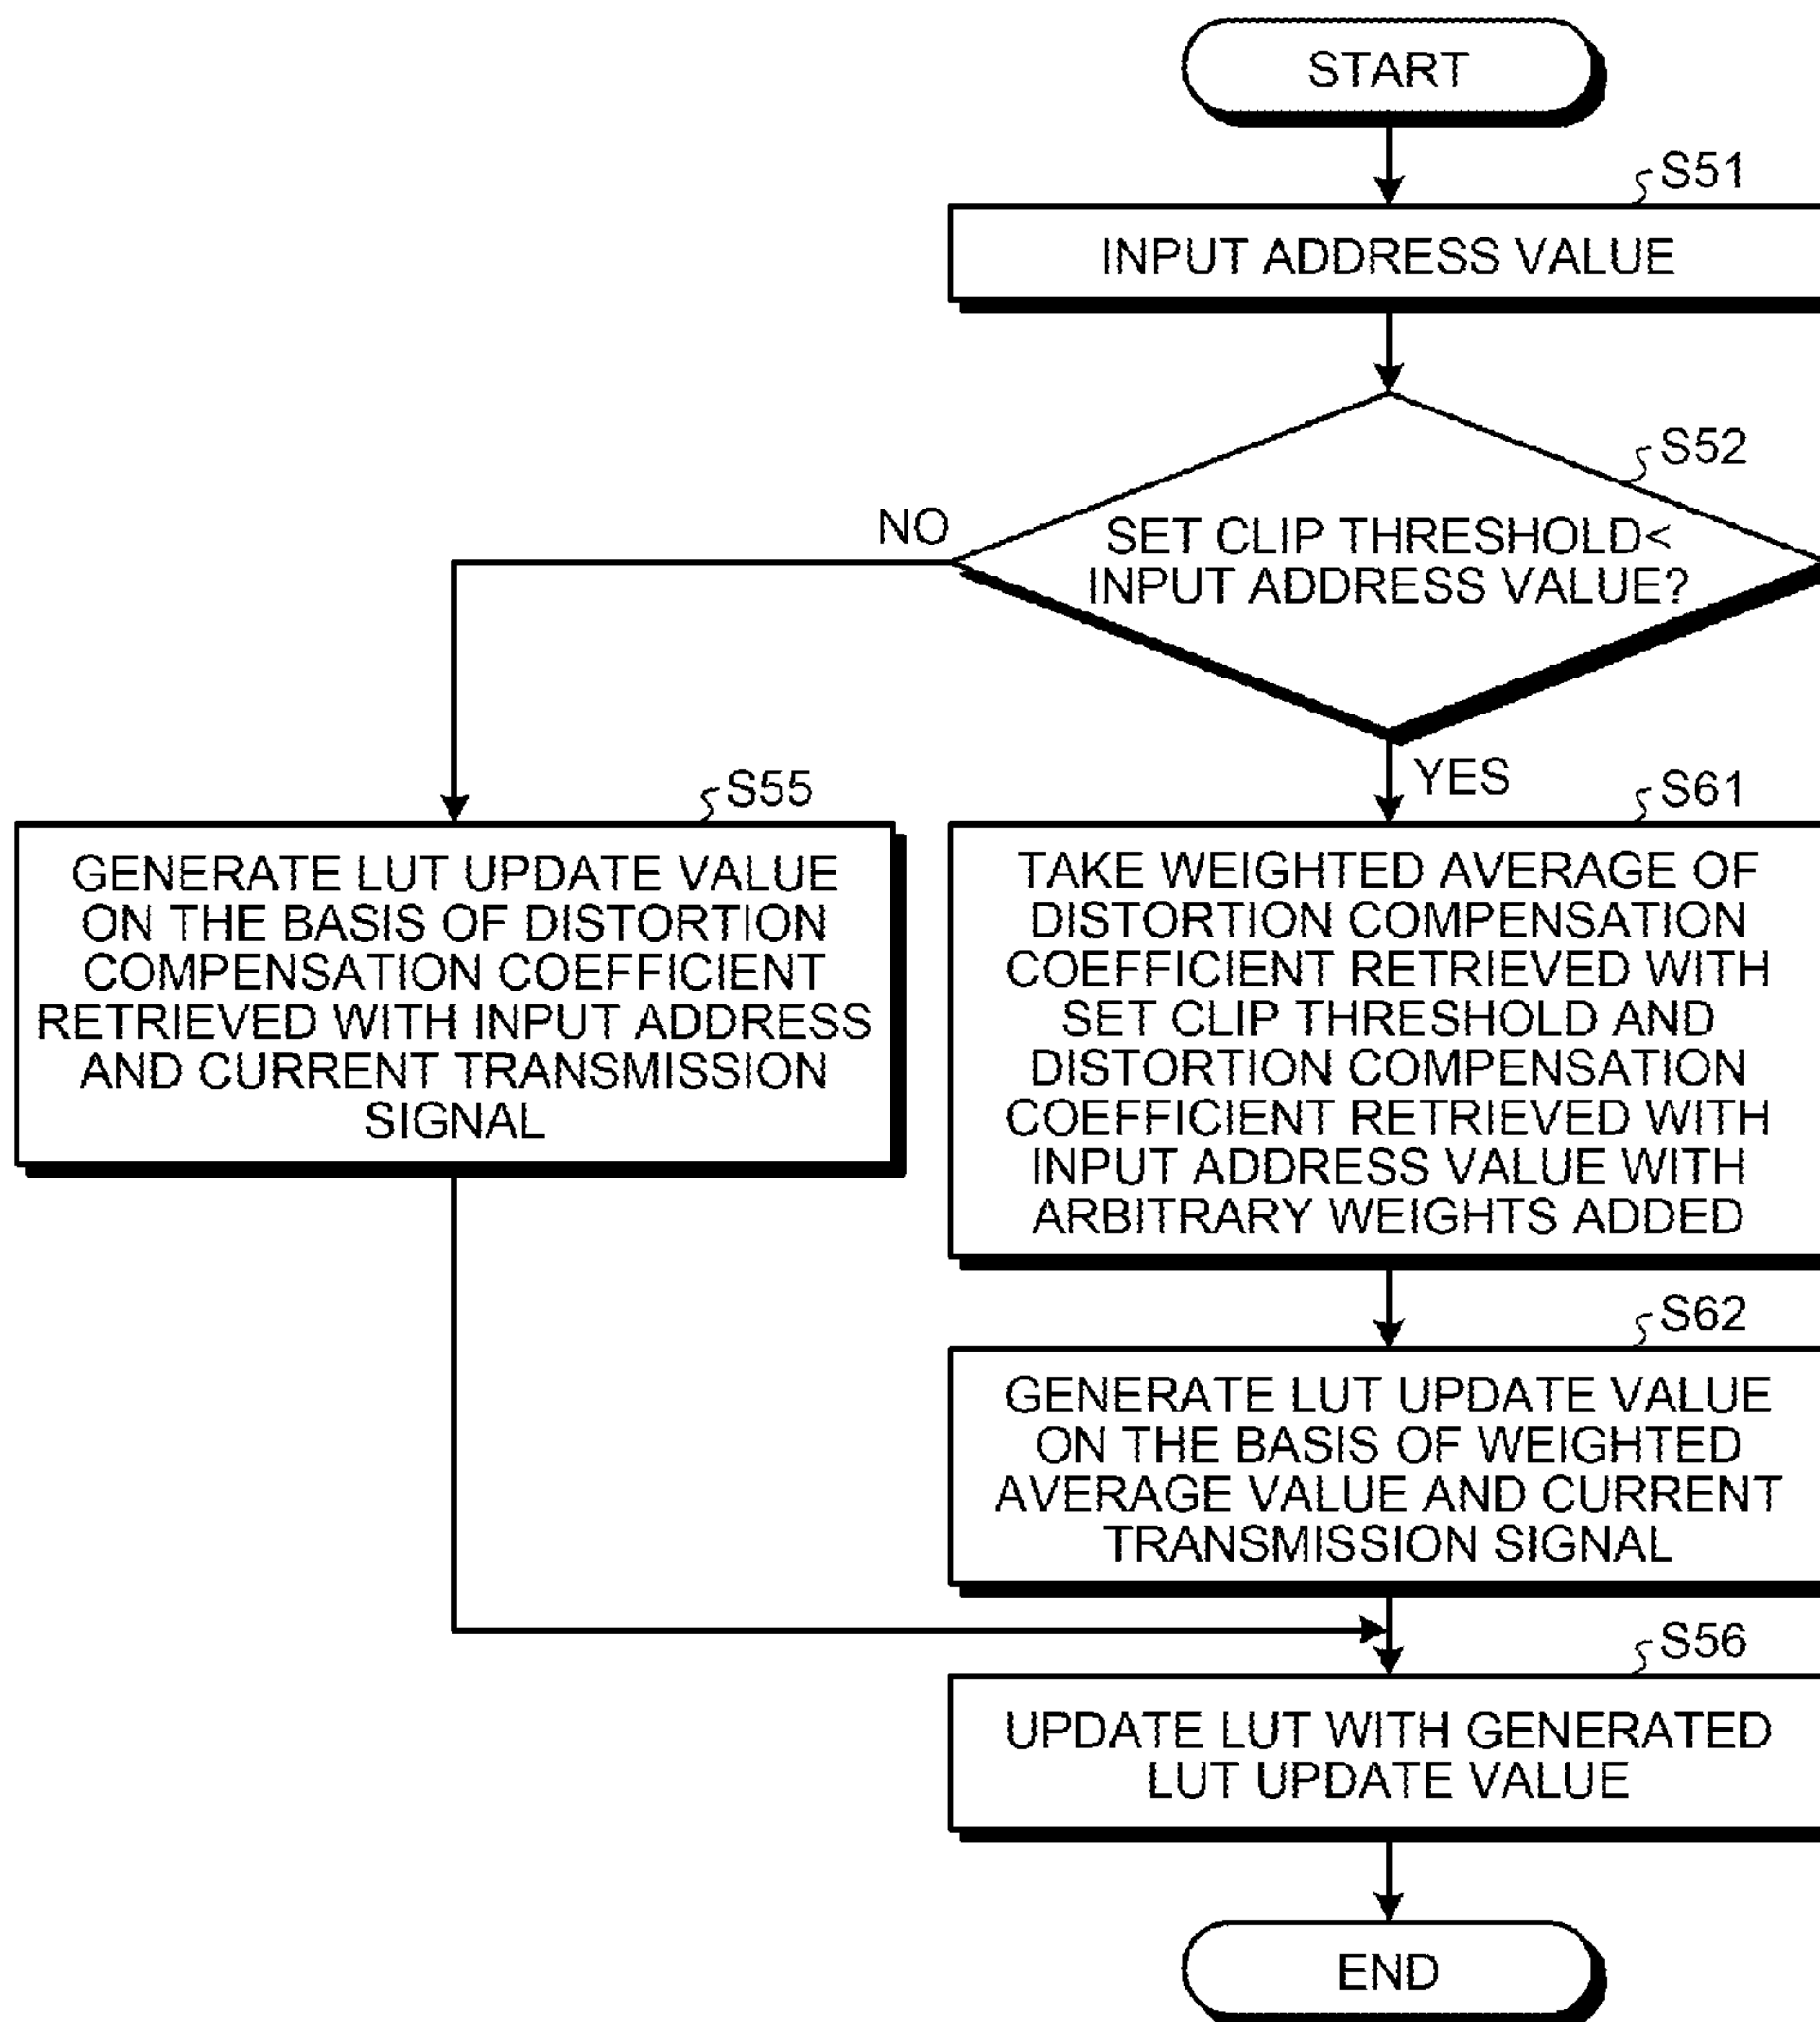 START
S51
INPUT ADDRESS VALUE
S52
SET CLIP THRESHOLD<
INPUT ADDRESS VALUE?
NO
YES
S55
GENERATE LUT UPDATE VALUE
ON THE BASIS OF DISTORTION
COMPENSATION COEFFICIENT
RETRIEVED WITH INPUT ADDRESS
AND CURRENT TRANSMISSION
SIGNAL
S61
TAKE WEIGHTED AVERAGE OF
DISTORTION COMPENSATION
COEFFICIENT RETRIEVED WITH
SET CLIP THRESHOLD AND
DISTORTION COMPENSATION
COEFFICIENT RETRIEVED WITH
INPUT ADDRESS VALUE WITH
ARBITRARY WEIGHTS ADDED
S62
GENERATE LUT UPDATE VALUE
ON THE BASIS OF WEIGHTED
AVERAGE VALUE AND CURRENT
TRANSMISSION SIGNAL
S56
UPDATE LUT WITH GENERATED
LUT UPDATE VALUE
END